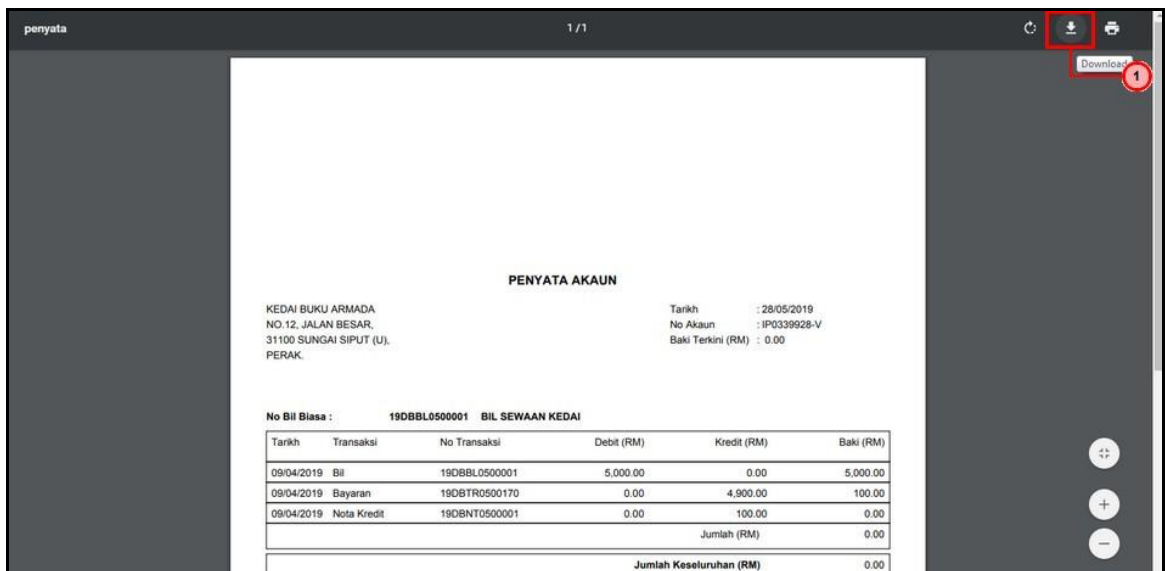 penyata 1/1
Download
1
PENYATA AKAUN
KEDAI BUKU ARMADA
NO.12, JALAN BESAR,
31100 SUNGAI SIPUT (U),
PERAK.
Tarikh : 28/05/2019
No Akaun : IP0339928-V
Baki Terkini (RM) : 0.00
No Bil Biasa : 19DBBL0500001 BIL SEWAAN KEDAI
Tarikh Transaksi No Transaksi Debit (RM) Kredit (RM) Baki (RM)
09/04/2019 Bil 19DBBL0500001 5,000.00 0.00 5,000.00
09/04/2019 Bayaran 19DBTR0500170 0.00 4,900.00 100.00
09/04/2019 Nota Kredit 19DBNT0500001 0.00 100.00 0.00
Jumlah (RM) 0.00
Jumlah Keseluruhan (RM) 0.00